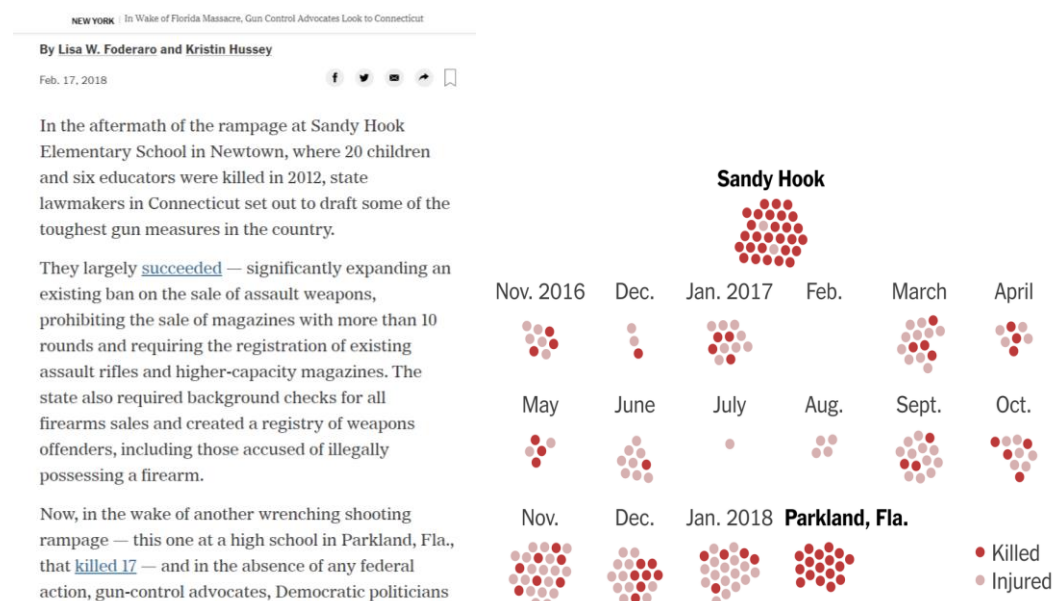 NEW YORK | In Wake of Florida Massacre, Gun Control Advocates Look to Connecticut
By Lisa W. Foderaro and Kristin Hussey
Feb. 17, 2018
In the aftermath of the rampage at Sandy Hook
Elementary School in Newtown, where 20 children
and six educators were killed in 2012, state
lawmakers in Connecticut set out to draft some of the
toughest gun measures in the country.
They largely succeeded — significantly expanding an
existing ban on the sale of assault weapons,
prohibiting the sale of magazines with more than 10
rounds and requiring the registration of existing
assault rifles and higher-capacity magazines. The
state also required background checks for all
firearms sales and created a registry of weapons
offenders, including those accused of illegally
possessing a firearm.
Now, in the wake of another wrenching shooting
rampage — this one at a high school in Parkland, Fla.,
that killed 17 — and in the absence of any federal
action, gun-control advocates, Democratic politicians
Sandy Hook
Nov. 2016 Dec. Jan. 2017 Feb. March April
May June July Aug. Sept. Oct.
Nov. Dec. Jan. 2018 Parkland, Fla.
Killed
Injured